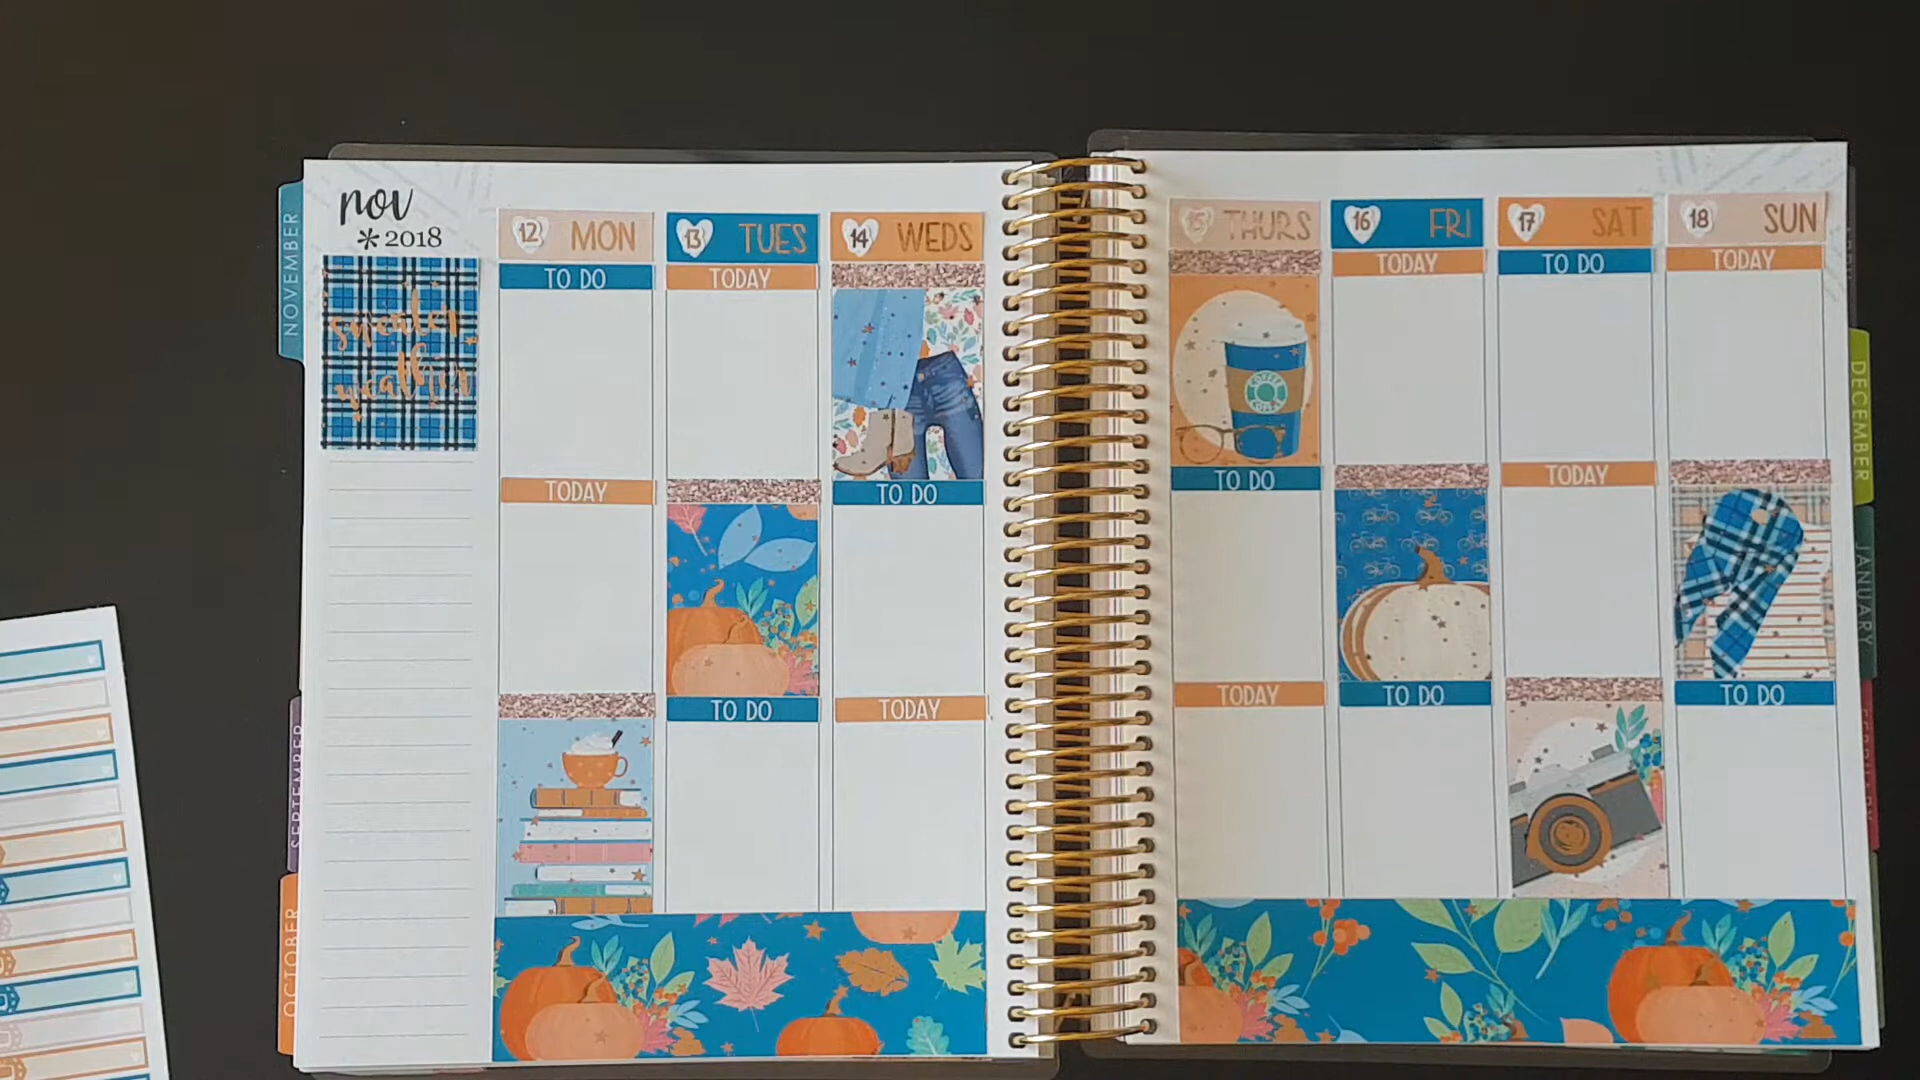 nov
*2018
sweater
weather
12 MON
13 TUES
14 WEDS
15 THURS
16 FRI
17 SAT
18 SUN
TO DO
TODAY
TODAY
TO DO
TODAY
COFFEE
TODAY
TO DO
TO DO
TODAY
TO DO
TODAY
TODAY
TO DO
TO DO
NOVEMBER
SEPTEMBER
OCTOBER
DECEMBER
JANUARY
FEBRUARY